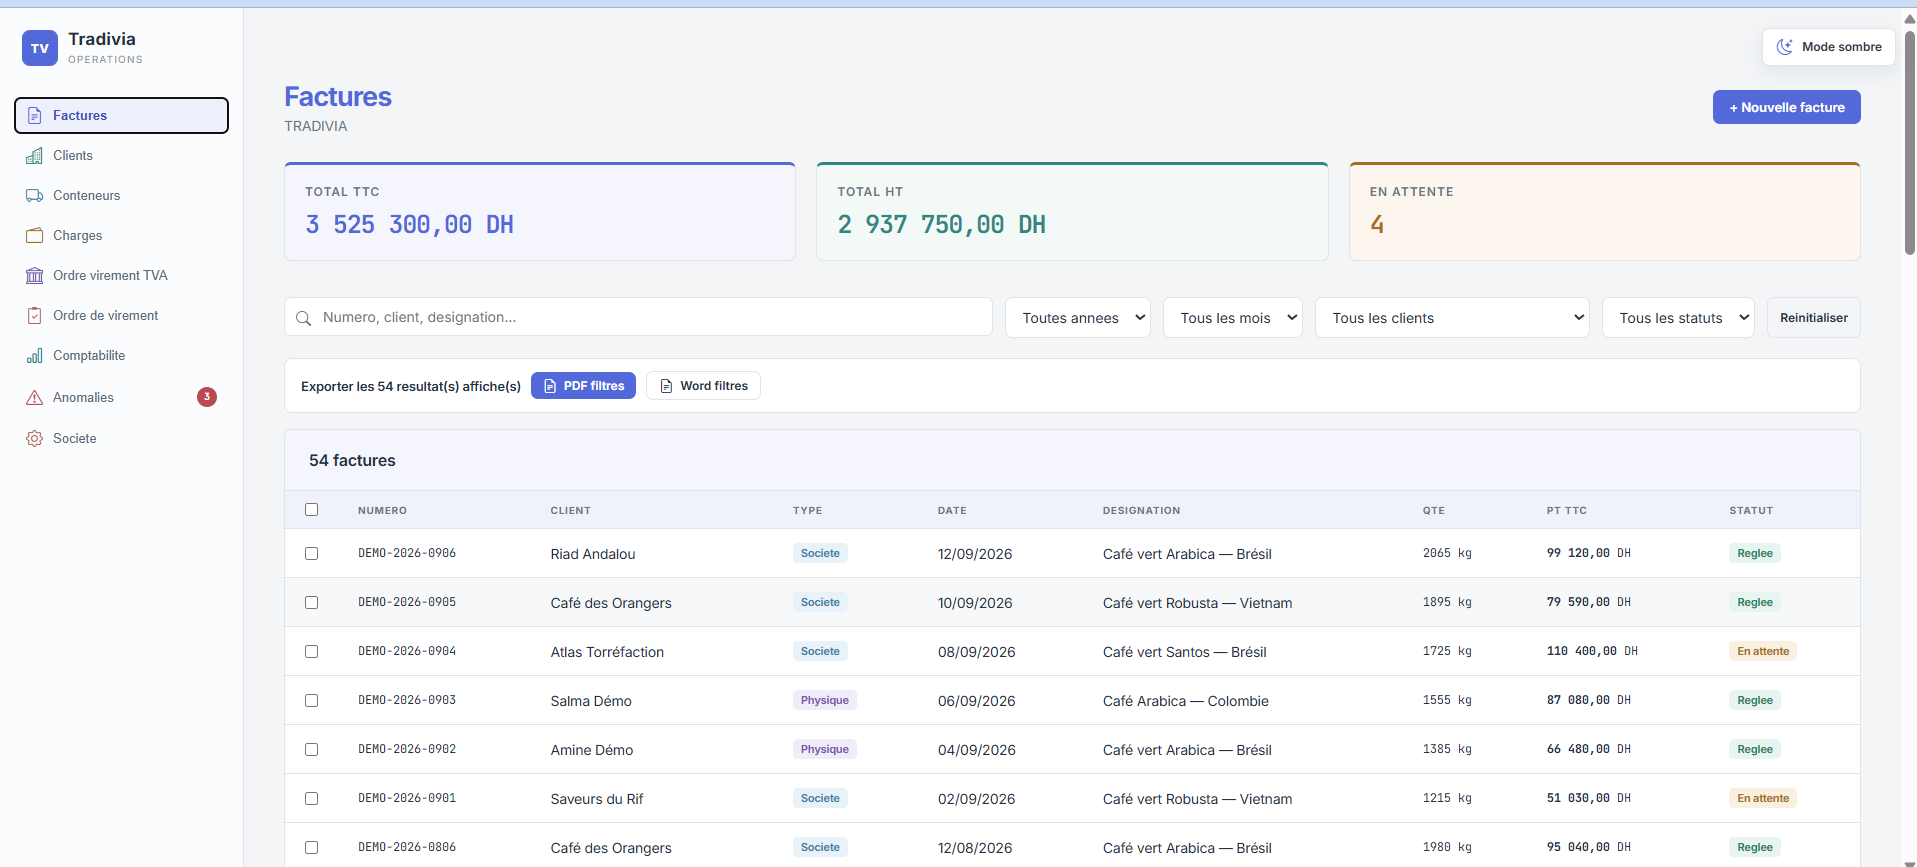 TV
Tradivia
OPERATIONS
Factures
Clients
Conteneurs
Charges
Ordre virement TVA
Ordre de virement
Comptabilite
Anomalies 3
Societe
Mode sombre
Factures
TRADIVIA
+ Nouvelle facture
TOTAL TTC
3 525 300,00 DH
TOTAL HT
2 937 750,00 DH
EN ATTENTE
4
Numero, client, designation... Toutes annees Tous les mois Tous les clients Tous les statuts Reinitialiser
Exporter les 54 resultat(s) affiche(s) PDF filtres Word filtres
54 factures
NUMERO CLIENT TYPE DATE DESIGNATION QTE PT TTC STATUT
DEMO-2026-0906 Riad Andalou Societe 12/09/2026 Café vert Arabica — Brésil 2065 kg 99 120,00 DH Reglee
DEMO-2026-0905 Café des Orangers Societe 10/09/2026 Café vert Robusta — Vietnam 1895 kg 79 590,00 DH Reglee
DEMO-2026-0904 Atlas Torréfaction Societe 08/09/2026 Café vert Santos — Brésil 1725 kg 110 400,00 DH En attente
DEMO-2026-0903 Salma Démo Physique 06/09/2026 Café Arabica — Colombie 1555 kg 87 080,00 DH Reglee
DEMO-2026-0902 Amine Démo Physique 04/09/2026 Café vert Arabica — Brésil 1385 kg 66 480,00 DH Reglee
DEMO-2026-0901 Saveurs du Rif Societe 02/09/2026 Café vert Robusta — Vietnam 1215 kg 51 030,00 DH En attente
DEMO-2026-0806 Café des Orangers Societe 12/08/2026 Café vert Arabica — Brésil 1980 kg 95 040,00 DH Reglee